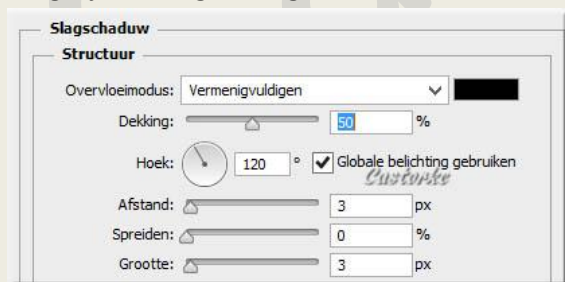 Slagschaduw
Structuur
Overvloeimodus: Vermenigvuldigen
Dekking: 50 %
Hoek: 120 ° Globale belichting gebruiken
Custorke
Afstand: 3 px
Spreiden: 0 %
Grootte: 3 px